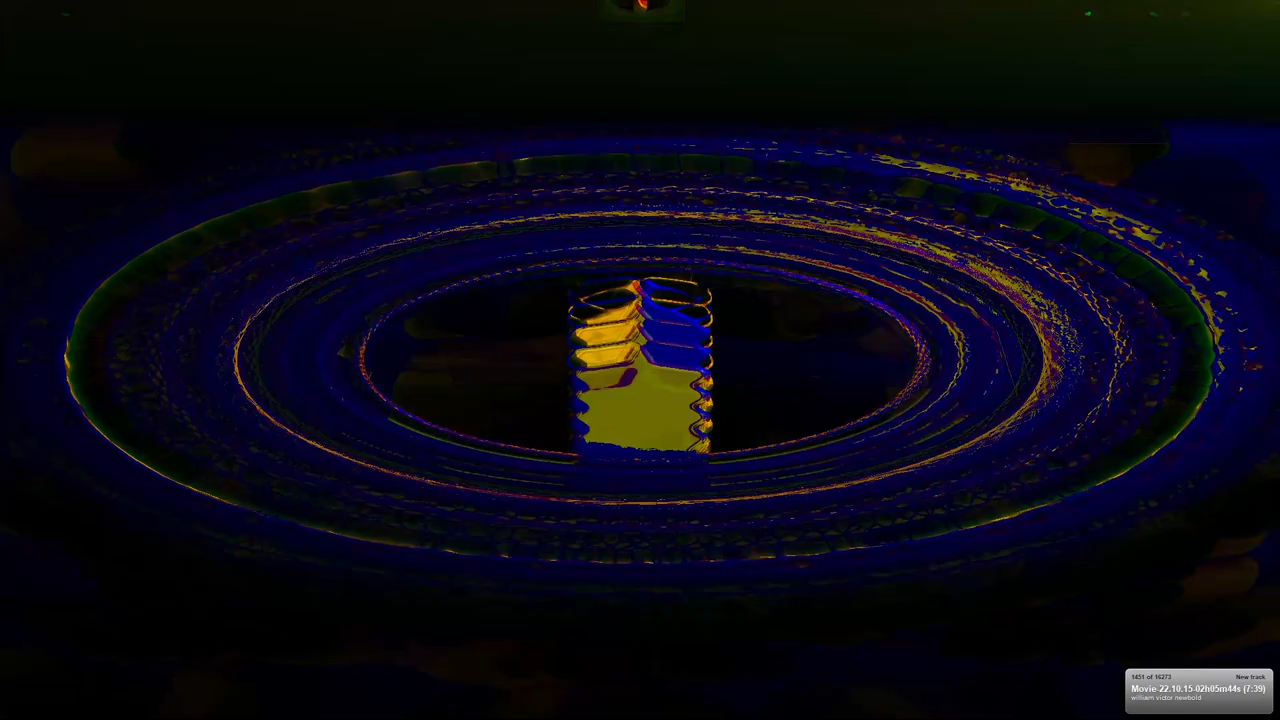 1451 of 16273 New track
Movie-22.10.15-02h05m44s (7:39)
william victor newbold